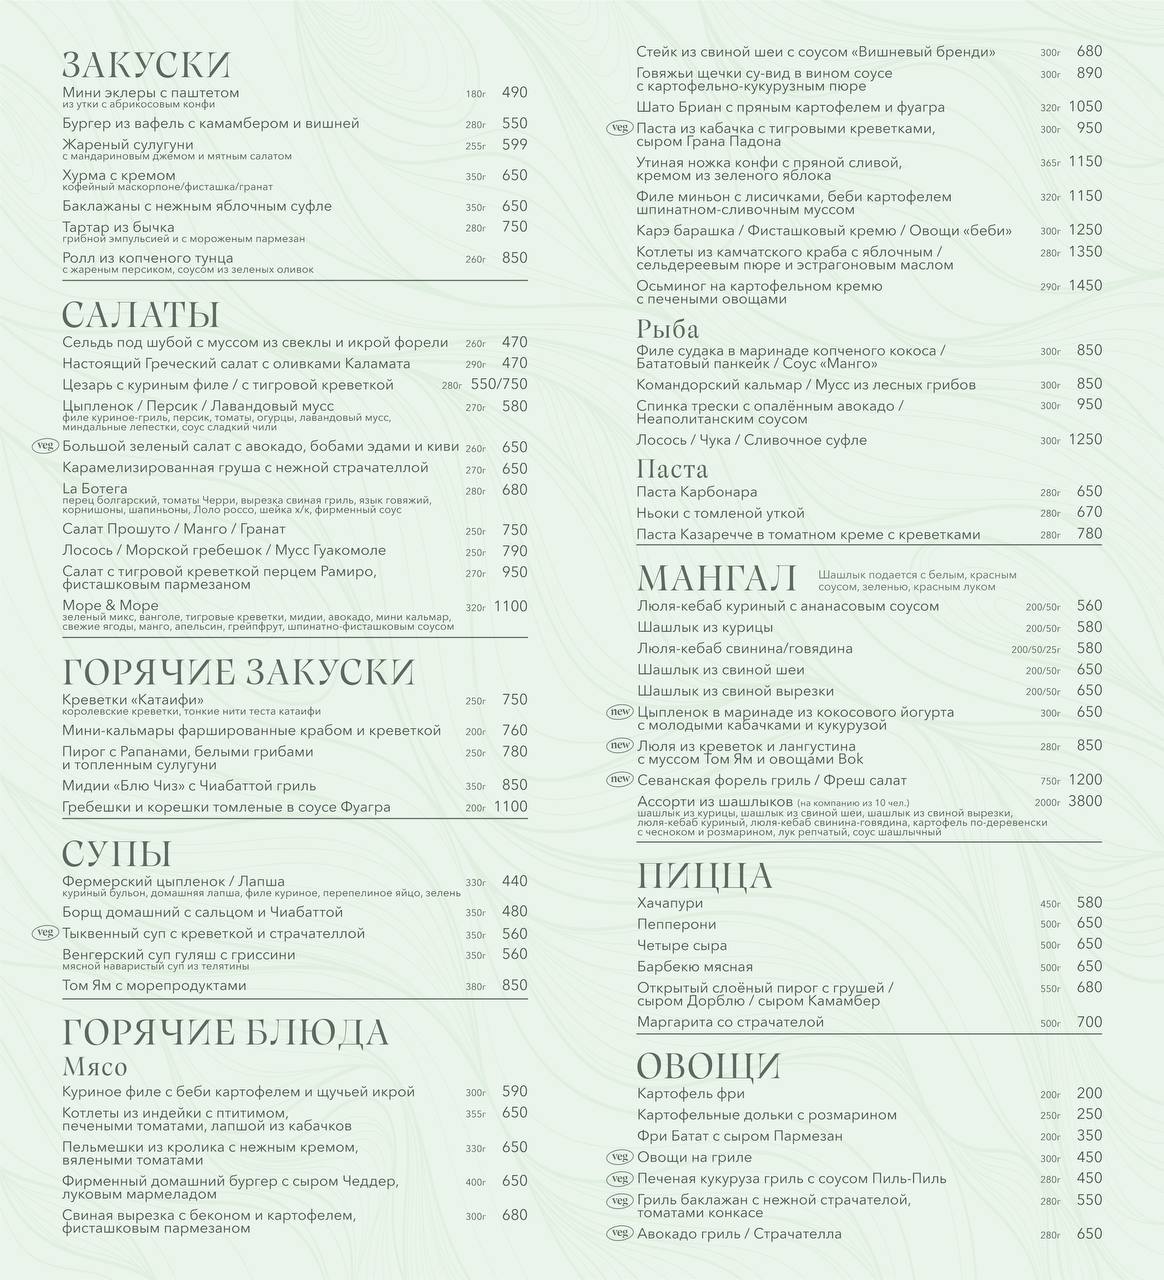 ЗАКУСКИ
Мини эклеры с паштетом 180г 490
из утки с абрикосовым конфи
Бургер из вафель с камамбером и вишней 280г 550
Жареный сулугуни 255г 599
с мандариновым джемом и мятным салатом
Хурма с кремом 350г 650
кофейный маскорпоне/фисташка/гранат
Баклажаны с нежным яблочным суфле 350г 650
Тартар из бычка 280г 750
грибной эмпульсией и с мороженым пармезан
Ролл из копченого тунца 260г 850
с жареным персиком, соусом из зеленых оливок
САЛАТЫ
Сельдь под шубой с муссом из свеклы и икрой форели 260г 470
Настоящий Греческий салат с оливками Каламата 290г 470
Цезарь с куриным филе / с тигровой креветкой 280г 550/750
Цыпленок / Персик / Лавандовый мусс 270г 580
филе куриное-гриль, персик, томаты, огурцы, лавандовый мусс,
миндальные лепестки, соус сладкий чили
veg Большой зеленый салат с авокадо, бобами эдами и киви 260г 650
Карамелизированная груша с нежной страчателлой 270г 650
La Ботега 280г 680
перец болгарский, томаты Черри, вырезка свиная гриль, язык говяжий,
корнишоны, шапиньоны, Лоло россо, шейка х/к, фирменный соус
Салат Прошуто / Манго / Гранат 250г 750
Лосось / Морской гребешок / Мусс Гуакомоле 250г 790
Салат с тигровой креветкой перцем Рамиро, 270г 950
фисташковым пармезаном
Море & Море 320г 1100
зеленый микс, ванголе, тигровые креветки, мидии, авокадо, мини кальмар,
свежие ягоды, манго, апельсин, грейпфрут, шпинатно-фисташковым соусом
ГОРЯЧИЕ ЗАКУСКИ
Креветки «Катаифи» 250г 750
королевские креветки, тонкие нити теста катаифи
Мини-кальмары фаршированные крабом и креветкой 200г 760
Пирог с Рапанами, белыми грибами 250г 780
и топленным сулугуни
Мидии «Блю Чиз» с Чиабаттой гриль 350г 850
Гребешки и корешки томленые в соусе Фуагра 200г 1100
СУПЫ
Фермерский цыпленок / Лапша 330г 440
куриный бульон, домашняя лапша, филе куриное, перепелиное яйцо, зелень
Борщ домашний с сальцом и Чиабаттой 350г 480
veg Тыквенный суп с креветкой и страчателлой 350г 560
Венгерский суп гуляш с гриссини 350г 560
мясной наваристый суп из телятины
Том Ям с морепродуктами 380г 850
ГОРЯЧИЕ БЛЮДА
Мясо
Куриное филе с беби картофелем и щучьей икрой 300г 590
Котлеты из индейки с птитимом, 355г 650
печеными томатами, лапшой из кабачков
Пельмешки из кролика с нежным кремом, 330г 650
вялеными томатами
Фирменный домашний бургер с сыром Чеддер, 400г 650
луковым мармеладом
Свиная вырезка с беконом и картофелем, 300г 680
фисташковым пармезаном
Стейк из свиной шеи с соусом «Вишневый бренди» 300г 680
Говяжьи щечки су-вид в вином соусе 300г 890
с картофельно-кукурузным пюре
Шато Бриан с пряным картофелем и фуагра 320г 1050
veg Паста из кабачка с тигровыми креветками, 300г 950
сыром Грана Падона
Утиная ножка конфи с пряной сливой, 365г 1150
кремом из зеленого яблока
Филе миньон с лисичками, беби картофелем 320г 1150
шпинатном-сливочным муссом
Карэ барашка / Фисташковый кремю / Овощи «беби» 300г 1250
Котлеты из камчатского краба с яблочным / 280г 1350
сельдереевым пюре и эстрагоновым маслом
Осьминог на картофельном кремю 290г 1450
с печеными овощами
Рыба
Филе судака в маринаде копченого кокоса / 300г 850
Бататовый панкейк / Соус «Манго»
Командорский кальмар / Мусс из лесных грибов 300г 850
Спинка трески с опалённым авокадо / 300г 950
Неаполитанским соусом
Лосось / Чука / Сливочное суфле 300г 1250
Паста
Паста Карбонара 280г 650
Ньоки с томленой уткой 280г 670
Паста Казаречче в томатном креме с креветками 280г 780
МАНГАЛ
Шашлык подается с белым, красным
соусом, зеленью, красным луком
Люля-кебаб куриный с ананасовым соусом 200/50г 560
Шашлык из курицы 200/50г 580
Люля-кебаб свинина/говядина 200/50/25г 580
Шашлык из свиной шеи 200/50г 650
Шашлык из свиной вырезки 200/50г 650
new Цыпленок в маринаде из кокосового йогурта 300г 650
с молодыми кабачками и кукурузой
new Люля из креветок и лангустина 280г 850
с муссом Том Ям и овощами Вок
new Севанская форель гриль / Фреш салат 750г 1200
Ассорти из шашлыков (на компанию из 10 чел.) 2000г 3800
шашлык из курицы, шашлык из свиной шеи, шашлык из свиной вырезки,
люля-кебаб куриный, люля-кебаб свинина-говядина, картофель по-деревенски
с чесноком и розмарином, лук репчатый, соус шашлычный
ПИЦЦА
Хачапури 450г 580
Пепперони 500г 650
Четыре сыра 500г 650
Барбекю мясная 500г 650
Открытый слоёный пирог с грушей / 550г 680
сыром Дорблю / сыром Камамбер
Маргарита со страчателой 500г 700
ОВОЩИ
Картофель фри 200г 200
Картофельные дольки с розмарином 250г 250
Фри Батат с сыром Пармезан 200г 350
veg Овощи на гриле 300г 450
veg Печеная кукуруза гриль с соусом Пиль-Пиль 280г 450
veg Гриль баклажан с нежной страчателой, 280г 550
томатами конкасе
veg Авокадо гриль / Страчателла 280г 650